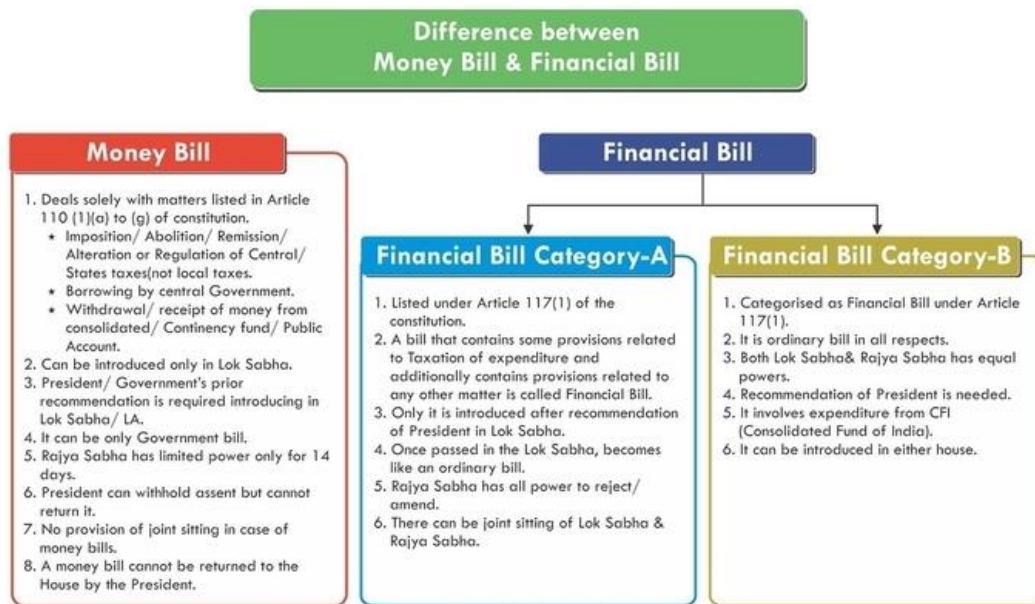 Difference between
Money Bill & Financial Bill
Money Bill
1. Deals solely with matters listed in Article
110 (1)(a) to (g) of constitution.
★ Imposition/ Abolition/ Remission/
Alteration or Regulation of Central/
States taxes(not local taxes.
★ Borrowing by central Government.
★ Withdrawal/ receipt of money from
consolidated/ Continency fund/ Public
Account.
2. Can be introduced only in Lok Sabha.
3. President/ Government's prior
recommendation is required introducing in
Lok Sabha/ LA.
4. It can be only Government bill.
5. Rajya Sabha has limited power only for 14
days.
6. President can withhold assent but cannot
return it.
7. No provision of joint sitting in case of
money bills.
8. A money bill cannot be returned to the
House by the President.
Financial Bill
Financial Bill Category-A
1. Listed under Article 117(1) of the
constitution.
2. A bill that contains some provisions related
to Taxation of expenditure and
additionally contains provisions related to
any other matter is called Financial Bill.
3. Only it is introduced after recommendation
of President in Lok Sabha.
4. Once passed in the Lok Sabha, becomes
like an ordinary bill.
5. Rajya Sabha has all power to reject/
amend.
6. There can be joint sitting of Lok Sabha &
Rajya Sabha.
Financial Bill Category-B
1. Categorised as Financial Bill under Article
117(1).
2. It is ordinary bill in all respects.
3. Both Lok Sabha& Rajya Sabha has equal
powers.
4. Recommendation of President is needed.
5. It involves expenditure from CFI
(Consolidated Fund of India).
6. It can be introduced in either house.